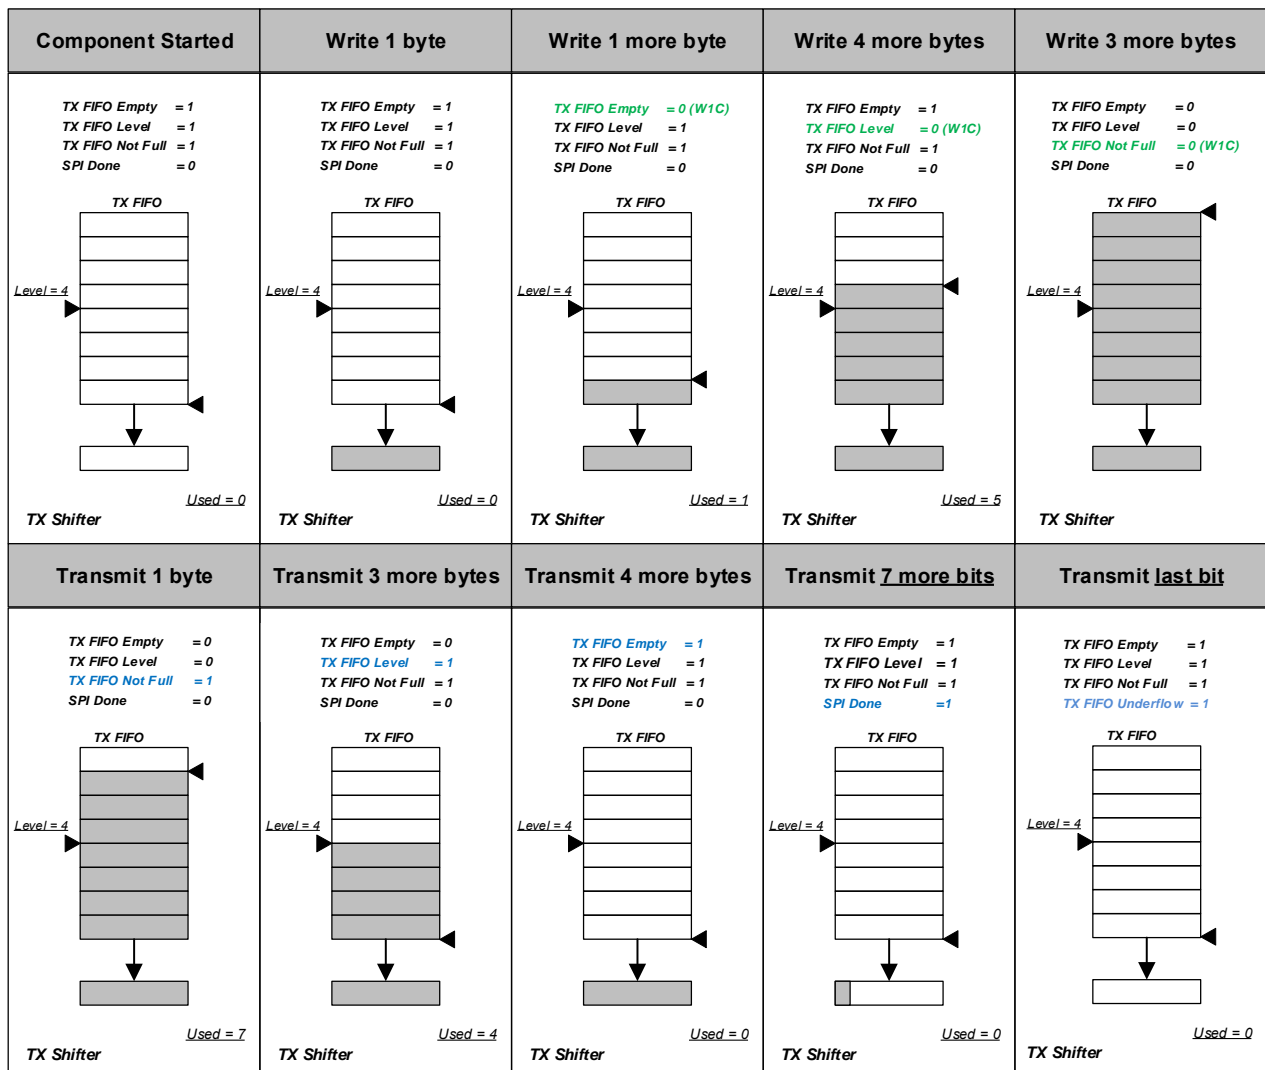 Component Started
TX FIFO Empty = 1
TX FIFO Level = 1
TX FIFO Not Full = 1
SPI Done = 0
TX FIFO
Level = 4
Used = 0
TX Shifter
Write 1 byte
TX FIFO Empty = 1
TX FIFO Level = 1
TX FIFO Not Full = 1
SPI Done = 0
TX FIFO
Level = 4
Used = 0
TX Shifter
Write 1 more byte
TX FIFO Empty = 0 (W1C)
TX FIFO Level = 1
TX FIFO Not Full = 1
SPI Done = 0
TX FIFO
Level = 4
Used = 1
TX Shifter
Write 4 more bytes
TX FIFO Empty = 1
TX FIFO Level = 0 (W1C)
TX FIFO Not Full = 1
SPI Done = 0
TX FIFO
Level = 4
Used = 5
TX Shifter
Write 3 more bytes
TX FIFO Empty = 0
TX FIFO Level = 0
TX FIFO Not Full = 0 (W1C)
SPI Done = 0
TX FIFO
Level = 4
TX Shifter
Transmit 1 byte
TX FIFO Empty = 0
TX FIFO Level = 0
TX FIFO Not Full = 1
SPI Done = 0
TX FIFO
Level = 4
Used = 7
TX Shifter
Transmit 3 more bytes
TX FIFO Empty = 0
TX FIFO Level = 1
TX FIFO Not Full = 1
SPI Done = 0
TX FIFO
Level = 4
Used = 4
TX Shifter
Transmit 4 more bytes
TX FIFO Empty = 1
TX FIFO Level = 1
TX FIFO Not Full = 1
SPI Done = 0
TX FIFO
Level = 4
Used = 0
TX Shifter
Transmit 7 more bits
TX FIFO Empty = 1
TX FIFO Level = 1
TX FIFO Not Full = 1
SPI Done =1
TX FIFO
Level = 4
Used = 0
TX Shifter
Transmit last bit
TX FIFO Empty = 1
TX FIFO Level = 1
TX FIFO Not Full = 1
TX FIFO Underflow = 1
TX FIFO
Level = 4
Used = 0
TX Shifter